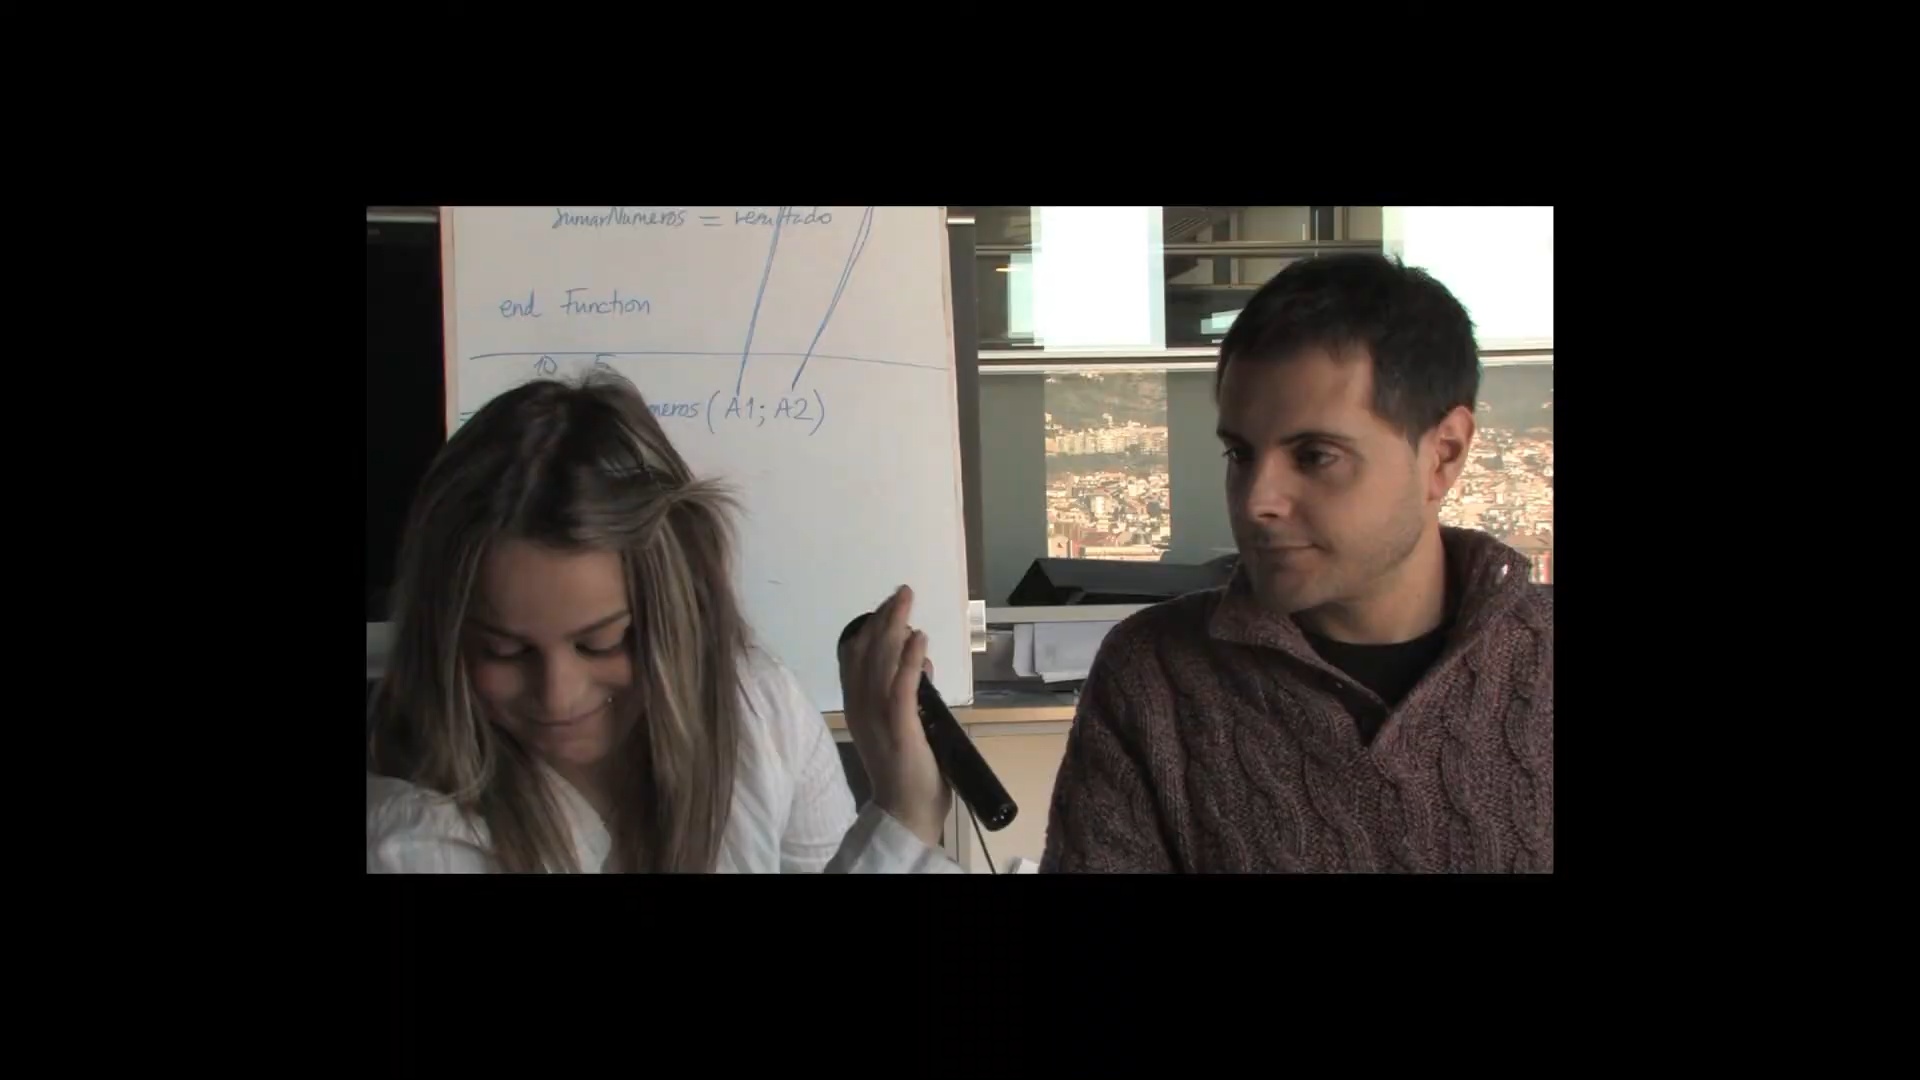 sumarNumeros = resultado
end Function
10 5
meros (A1; A2)